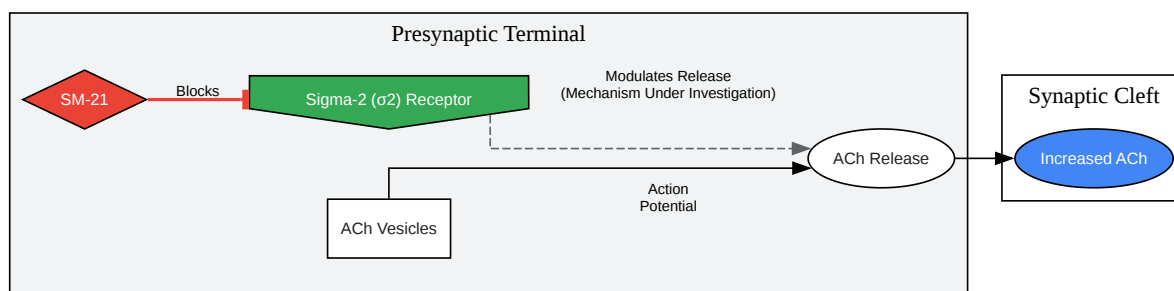 Presynaptic Terminal
SM-21
Blocks
Sigma-2 (σ2) Receptor
Modulates Release
(Mechanism Under Investigation)
Synaptic Cleft
ACh Release
Increased ACh
Action
Potential
ACh Vesicles